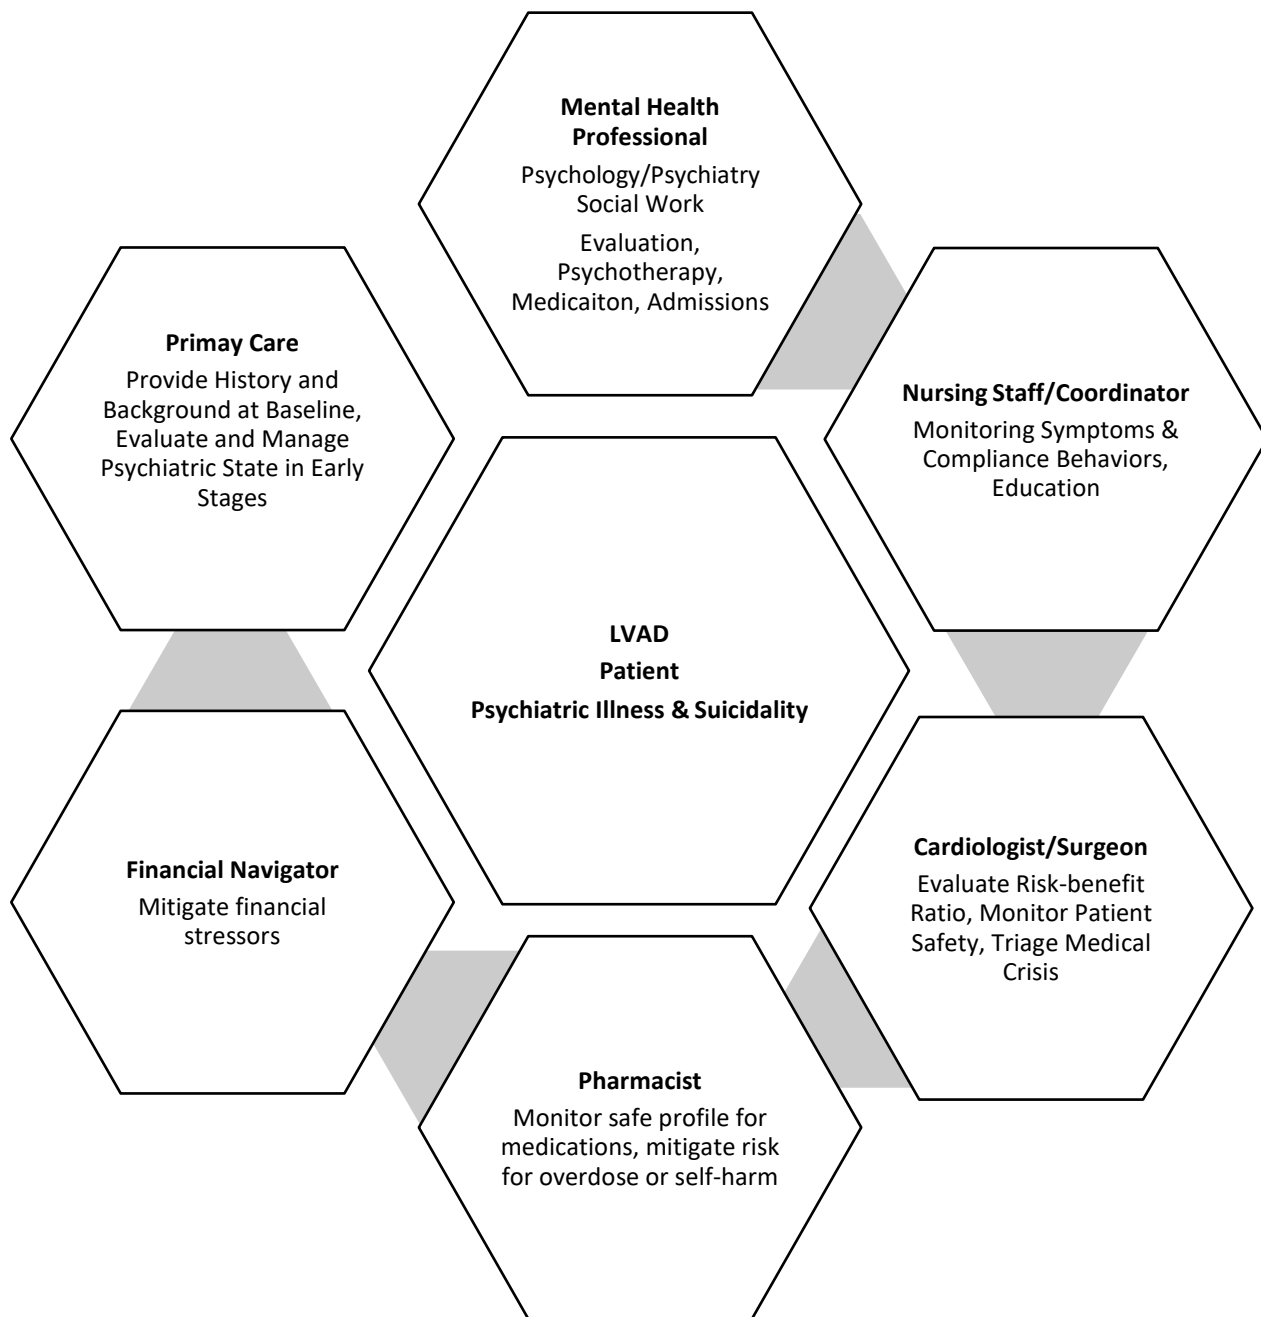 Mental Health
Professional
Psychology/Psychiatry
Social Work
Evaluation,
Psychotherapy,
Medicaiton, Admissions
Primay Care
Provide History and
Background at Baseline,
Evaluate and Manage
Psychiatric State in Early
Stages
Nursing Staff/Coordinator
Monitoring Symptoms &
Compliance Behaviors,
Education
LVAD
Patient
Psychiatric Illness & Suicidality
Financial Navigator
Mitigate financial
stressors
Cardiologist/Surgeon
Evaluate Risk-benefit
Ratio, Monitor Patient
Safety, Triage Medical
Crisis
Pharmacist
Monitor safe profile for
medications, mitigate risk
for overdose or self-harm